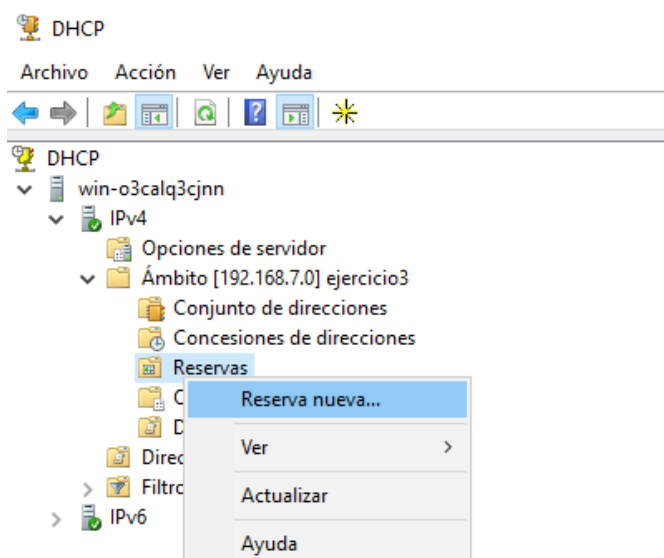 DHCP
Archivo Acción Ver Ayuda
DHCP
win-o3calq3cjnn
IPv4
Opciones de servidor
Ámbito [192.168.7.0] ejercicio3
Conjunto de direcciones
Concesiones de direcciones
Reservas
Reserva nueva...
Ver
Actualizar
IPv6
Ayuda